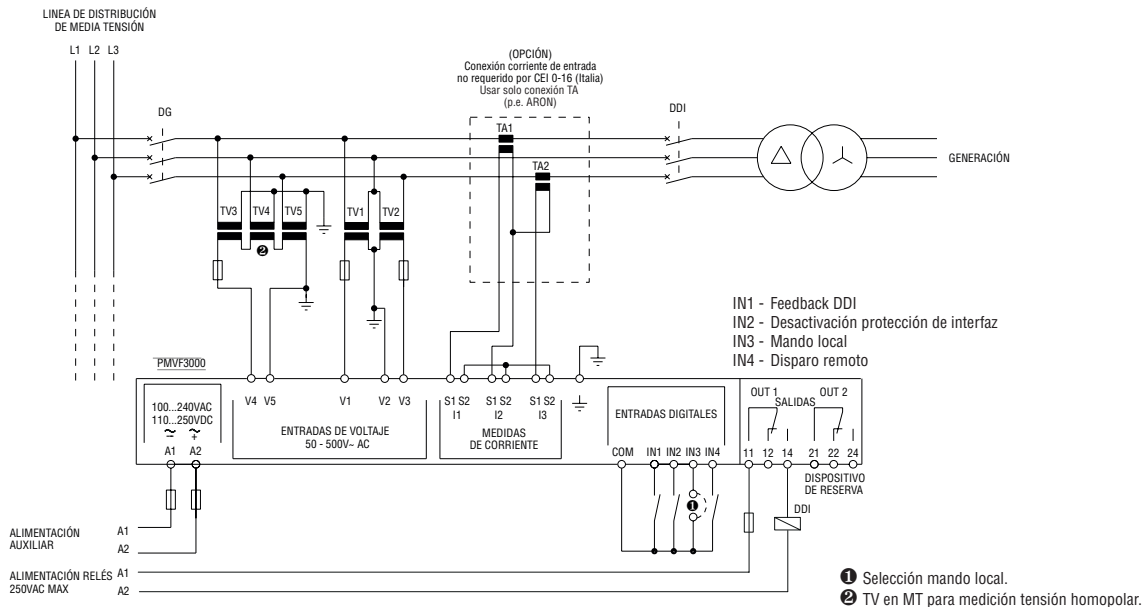 LINEA DE DISTRIBUCIÓN
DE MEDIA TENSIÓN
L1 L2 L3
DG
(OPCIÓN)
Conexión corriente de entrada
no requerido por CEI 0-16 (Italia)
Usar solo conexión TA
(p.e. ARON)
TA1
TA2
DDI
GENERACIÓN
TV3 TV4 TV5
TV1 TV2
❷
IN1 - Feedback DDI
IN2 - Desactivación protección de interfaz
IN3 - Mando local
IN4 - Disparo remoto
PMVF3000
100...240VAC
110...250VDC
~ ~
– +
A1 A2
V4 V5 V1 V2 V3
ENTRADAS DE VOLTAJE
50 - 500V~ AC
S1 S2 S1 S2 S1 S2
I1 I2 I3
MEDIDAS
DE CORRIENTE
ENTRADAS DIGITALES
COM IN1 IN2 IN3 IN4
OUT 1 OUT 2
SALIDAS
11 12 14 21 22 24
DISPOSITIVO
DE RESERVA
❶
DDI
ALIMENTACIÓN
AUXILIAR
A1
A2
ALIMENTACIÓN RELÉS
250VAC MAX
A1
A2
❶ Selección mando local.
❷ TV en MT para medición tensión homopolar.